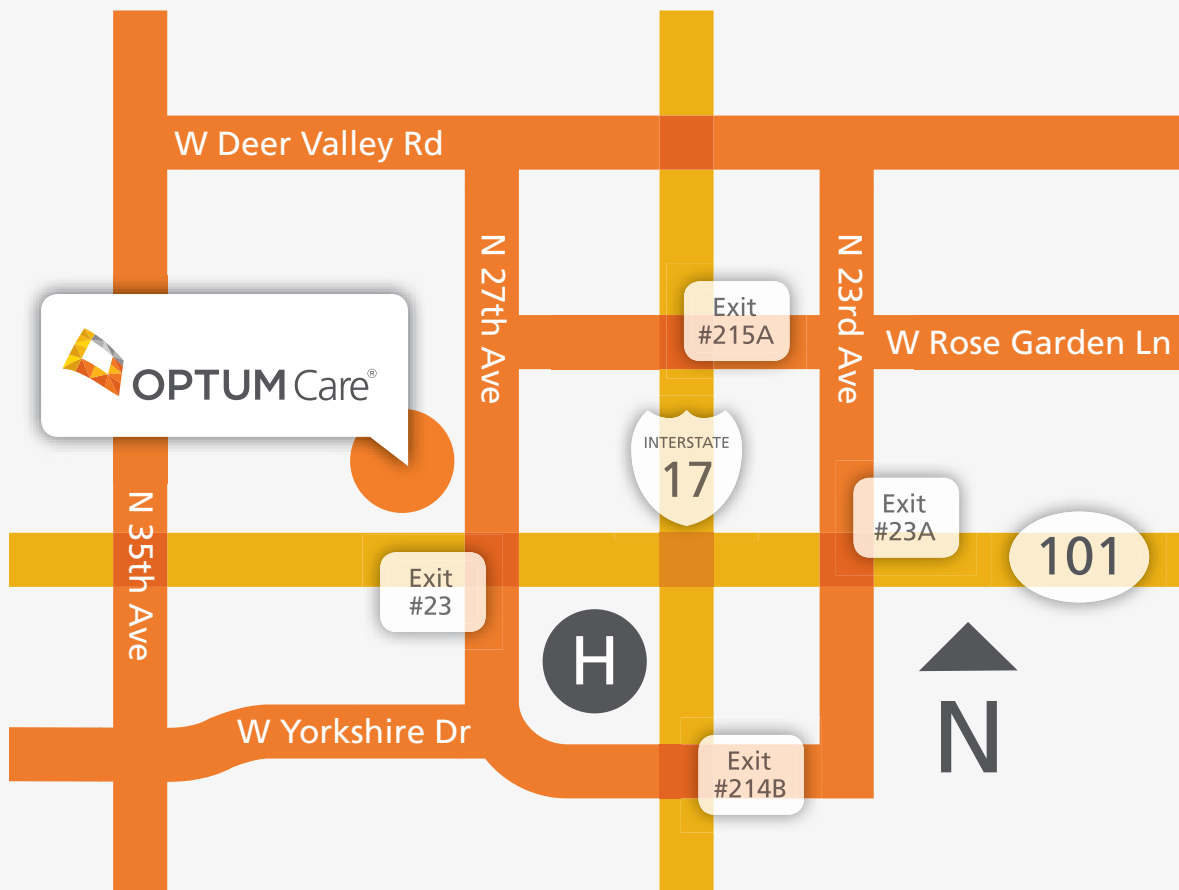 W Deer Valley Rd
N 27th Ave
N 23rd Ave
Exit
#215A
W Rose Garden Ln
OPTUM Care®
INTERSTATE
17
N 35th Ave
Exit
#23A
101
Exit
#23
H
N
W Yorkshire Dr
Exit
#214B